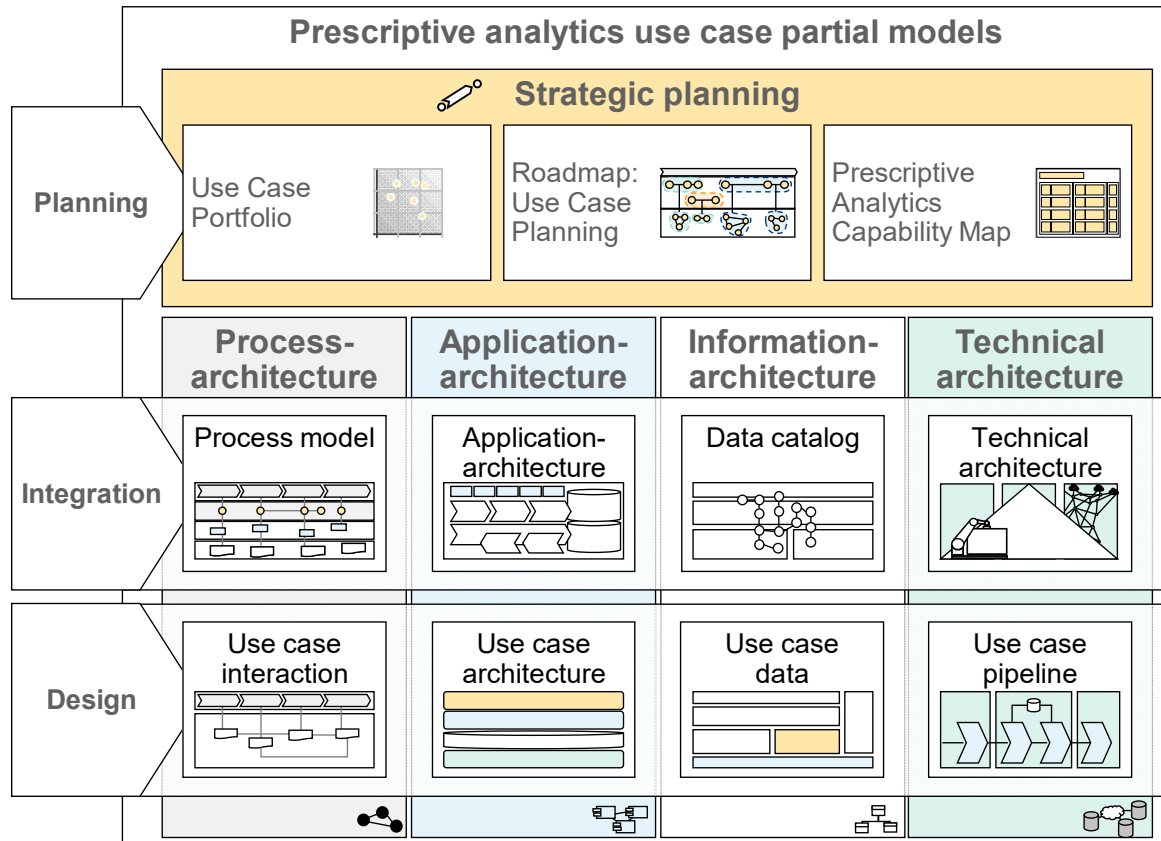 Prescriptive analytics use case partial models
Strategic planning
Planning
Use Case
Portfolio
Roadmap:
Use Case
Planning
Prescriptive
Analytics
Capability Map
Process-
architecture
Application-
architecture
Information-
architecture
Technical
architecture
Integration
Process model
Application-
architecture
Data catalog
Technical
architecture
Design
Use case
interaction
Use case
architecture
Use case
data
Use case
pipeline